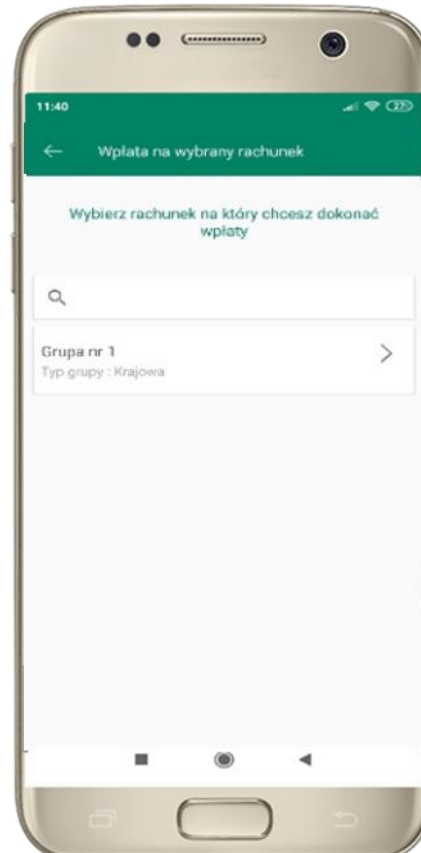 11:40
27
Wpłata na wybrany rachunek
Wybierz rachunek na który chcesz dokonać
wpłaty
Grupa nr 1
Typ grupy : Krajowa